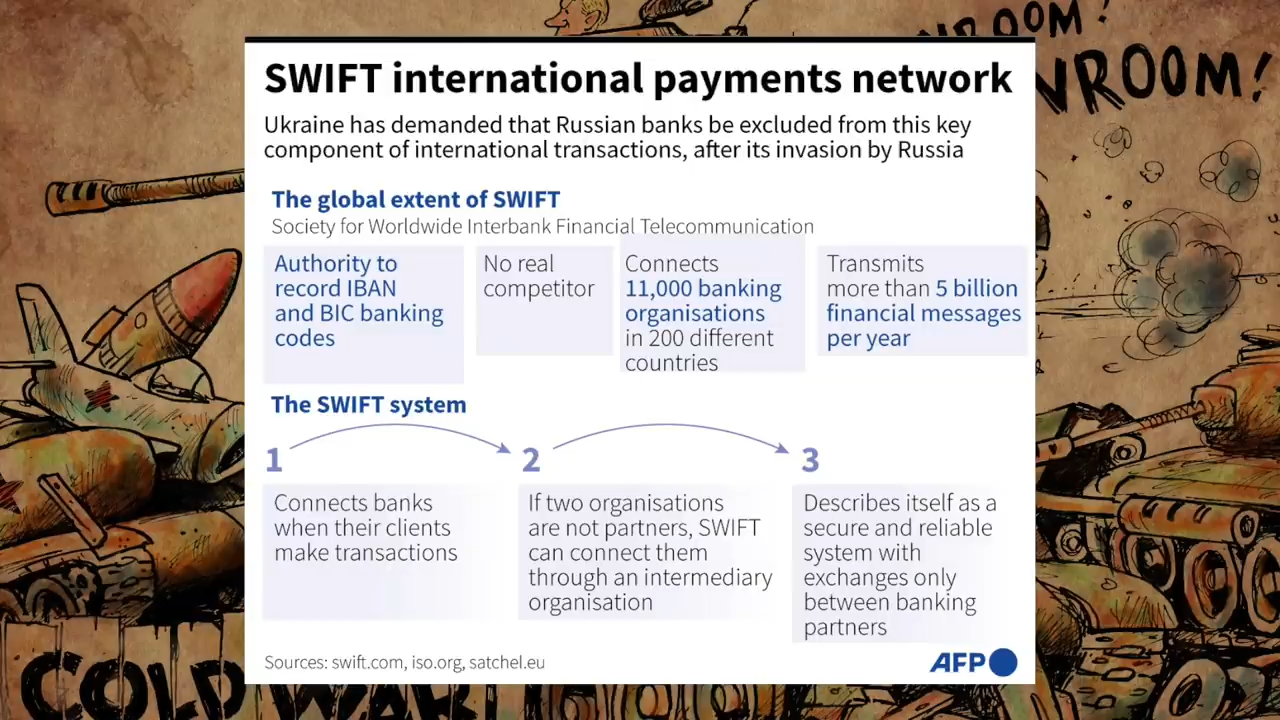 VROOM!
VROOM!
SWIFT international payments network
Ukraine has demanded that Russian banks be excluded from this key
component of international transactions, after its invasion by Russia
The global extent of SWIFT
Society for Worldwide Interbank Financial Telecommunication
Authority to
record IBAN
and BIC banking
codes
No real
competitor
Connects
11,000 banking
organisations
in 200 different
countries
Transmits
more than 5 billion
financial messages
per year
The SWIFT system
1
Connects banks
when their clients
make transactions
2
If two organisations
are not partners, SWIFT
can connect them
through an intermediary
organisation
3
Describes itself as a
secure and reliable
system with
exchanges only
between banking
partners
Sources: swift.com, iso.org, satchel.eu
AFP
COLD WAR